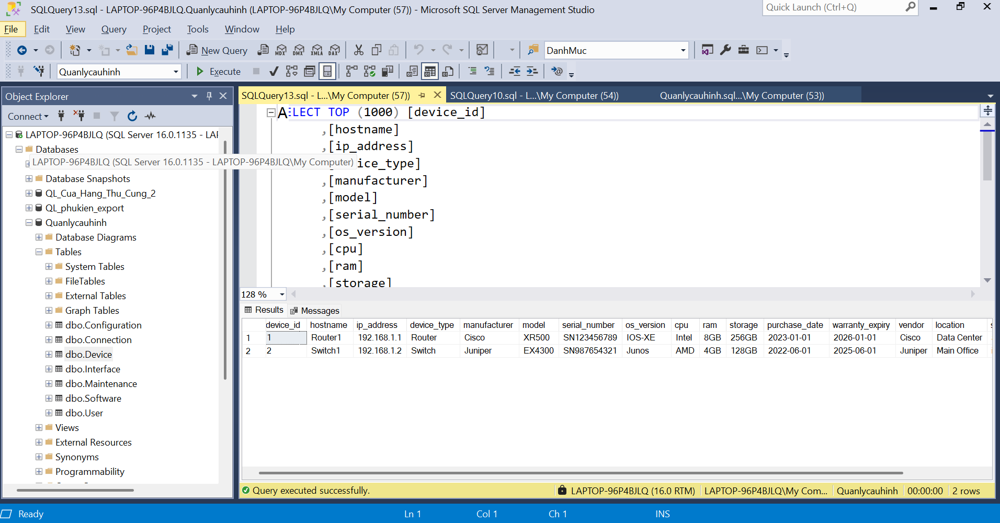 SQLQuery13.sql - LAPTOP-96P4BJLQ.Quanlycauhinh (LAPTOP-96P4BJLQ\My Computer (57)) - Microsoft SQL Server Management Studio
Quick Launch (Ctrl+Q)
File Edit View Query Project Tools Window Help
New Query MDX DMX XMLA DAX DanhMuc
Quanlycauhinh Execute
Object Explorer
Connect
LAPTOP-96P4BJLQ (SQL Server 16.0.1135 - LAP
Databases
LAPTOP-96P4BJLQ (SQL Server 16.0.1135 - LAPTOP-96P4BJLQ\My Computer)
Database Snapshots
QL_Cua_Hang_Thu_Cung_2
QL_phukien_export
Quanlycauhinh
Database Diagrams
Tables
System Tables
FileTables
External Tables
Graph Tables
dbo.Configuration
dbo.Connection
dbo.Device
dbo.Interface
dbo.Maintenance
dbo.Software
dbo.User
Views
External Resources
Synonyms
Programmability
SQLQuery13.sql - L...\My Computer (57)) SQLQuery10.sql - L...\My Computer (54)) Quanlycauhinh.sql...\My Computer (53))
AELECT TOP (1000) [device_id]
,[hostname]
,[ip_address]
ice_type]
,[manufacturer]
,[model]
,[serial_number]
,[os_version]
,[cpu]
,[ram]
,[storage]
128 %
Results Messages
device_id hostname ip_address device_type manufacturer model serial_number os_version cpu ram storage purchase_date warranty_expiry vendor location s
1 1 Router1 192.168.1.1 Router Cisco XR500 SN123456789 IOS-XE Intel 8GB 256GB 2023-01-01 2026-01-01 Cisco Data Center
2 2 Switch1 192.168.1.2 Switch Juniper EX4300 SN987654321 Junos AMD 4GB 128GB 2022-06-01 2025-06-01 Juniper Main Office
Query executed successfully. LAPTOP-96P4BJLQ (16.0 RTM) LAPTOP-96P4BJLQ\My Com... Quanlycauhinh 00:00:00 2 rows
Ready Ln 1 Col 1 Ch 1 INS